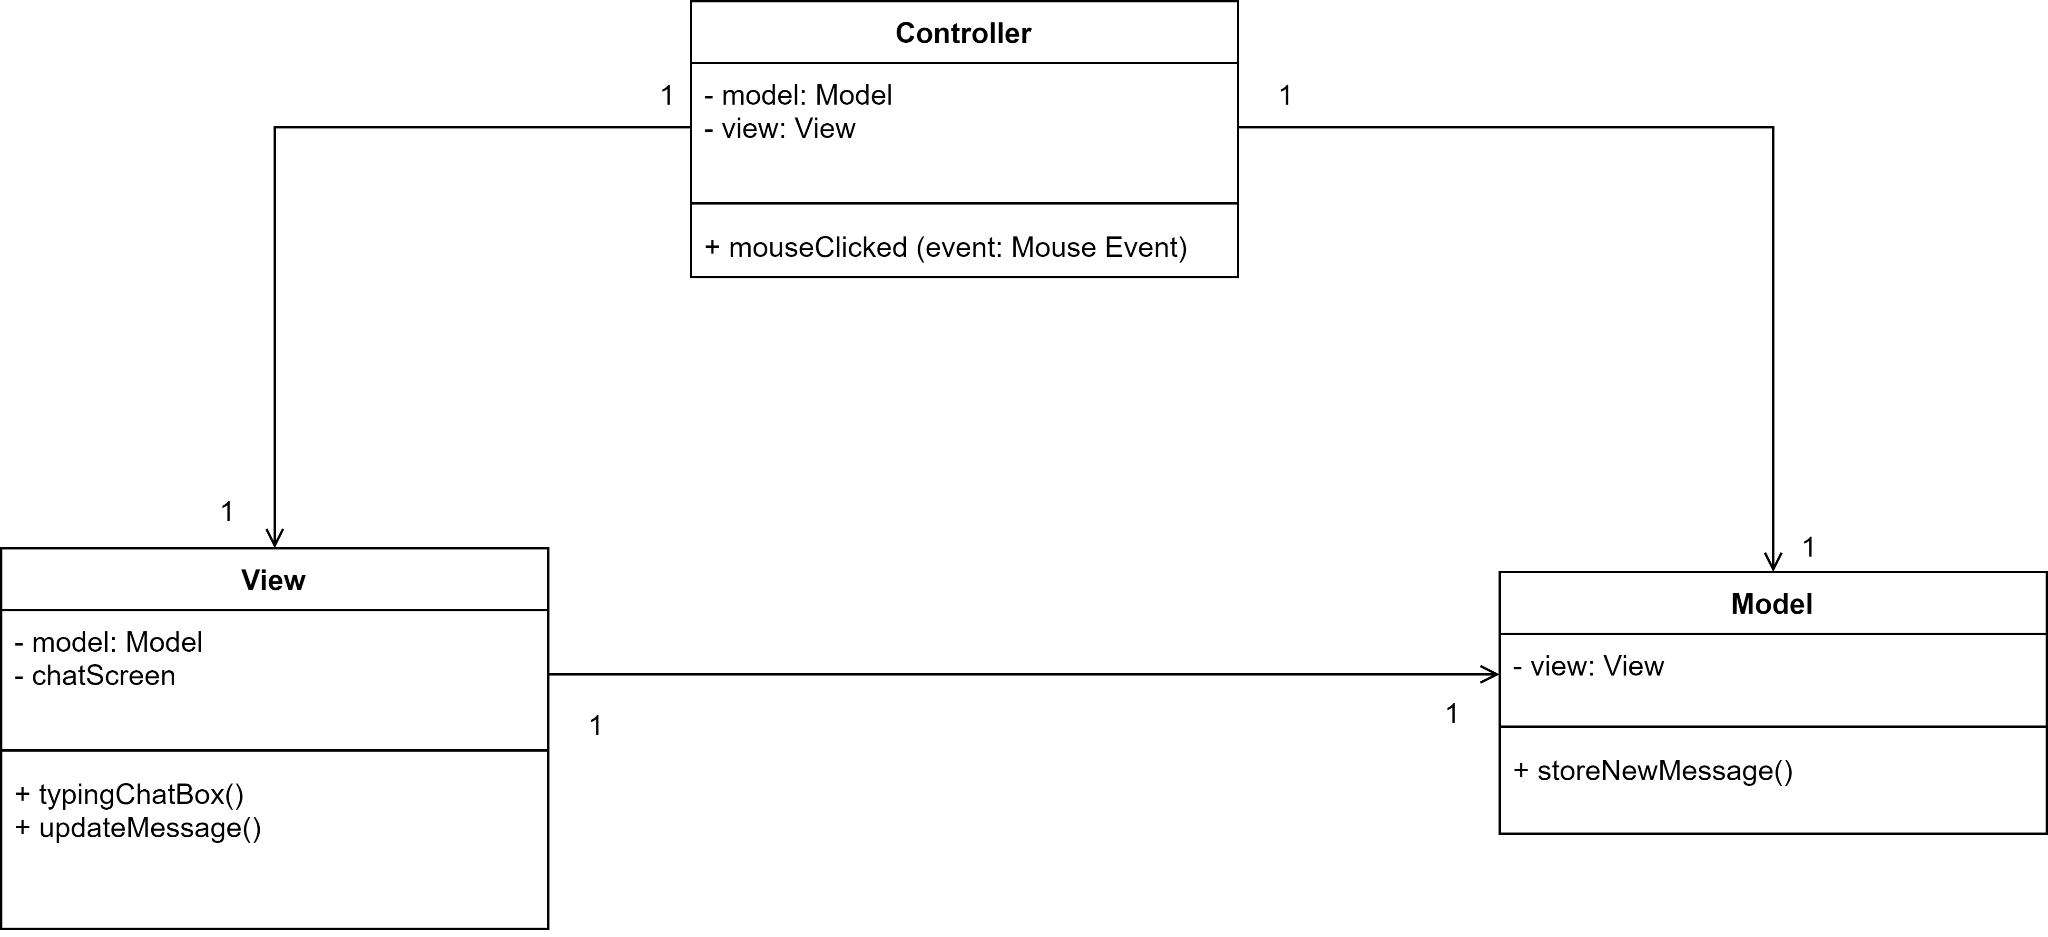 Controller
1
- model: Model
1
- view: View
+ mouseClicked (event: Mouse Event)
1
1
View
Model
- model: Model
- chatScreen
- view: View
1
1
+ typingChatBox()
+ updateMessage()
+ storeNewMessage()